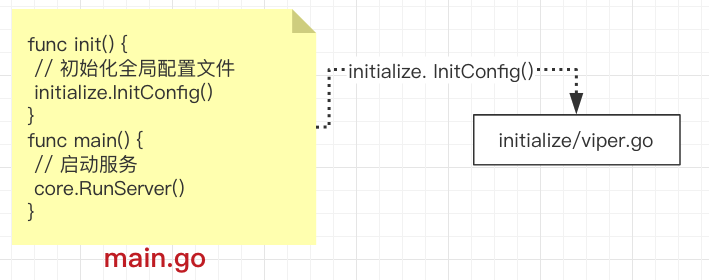 func init() {
// 初始化全局配置文件
initialize.InitConfig()
}
func main() {
// 启动服务
core.RunServer()
}
main.go
initialize. InitConfig()
initialize/viper.go